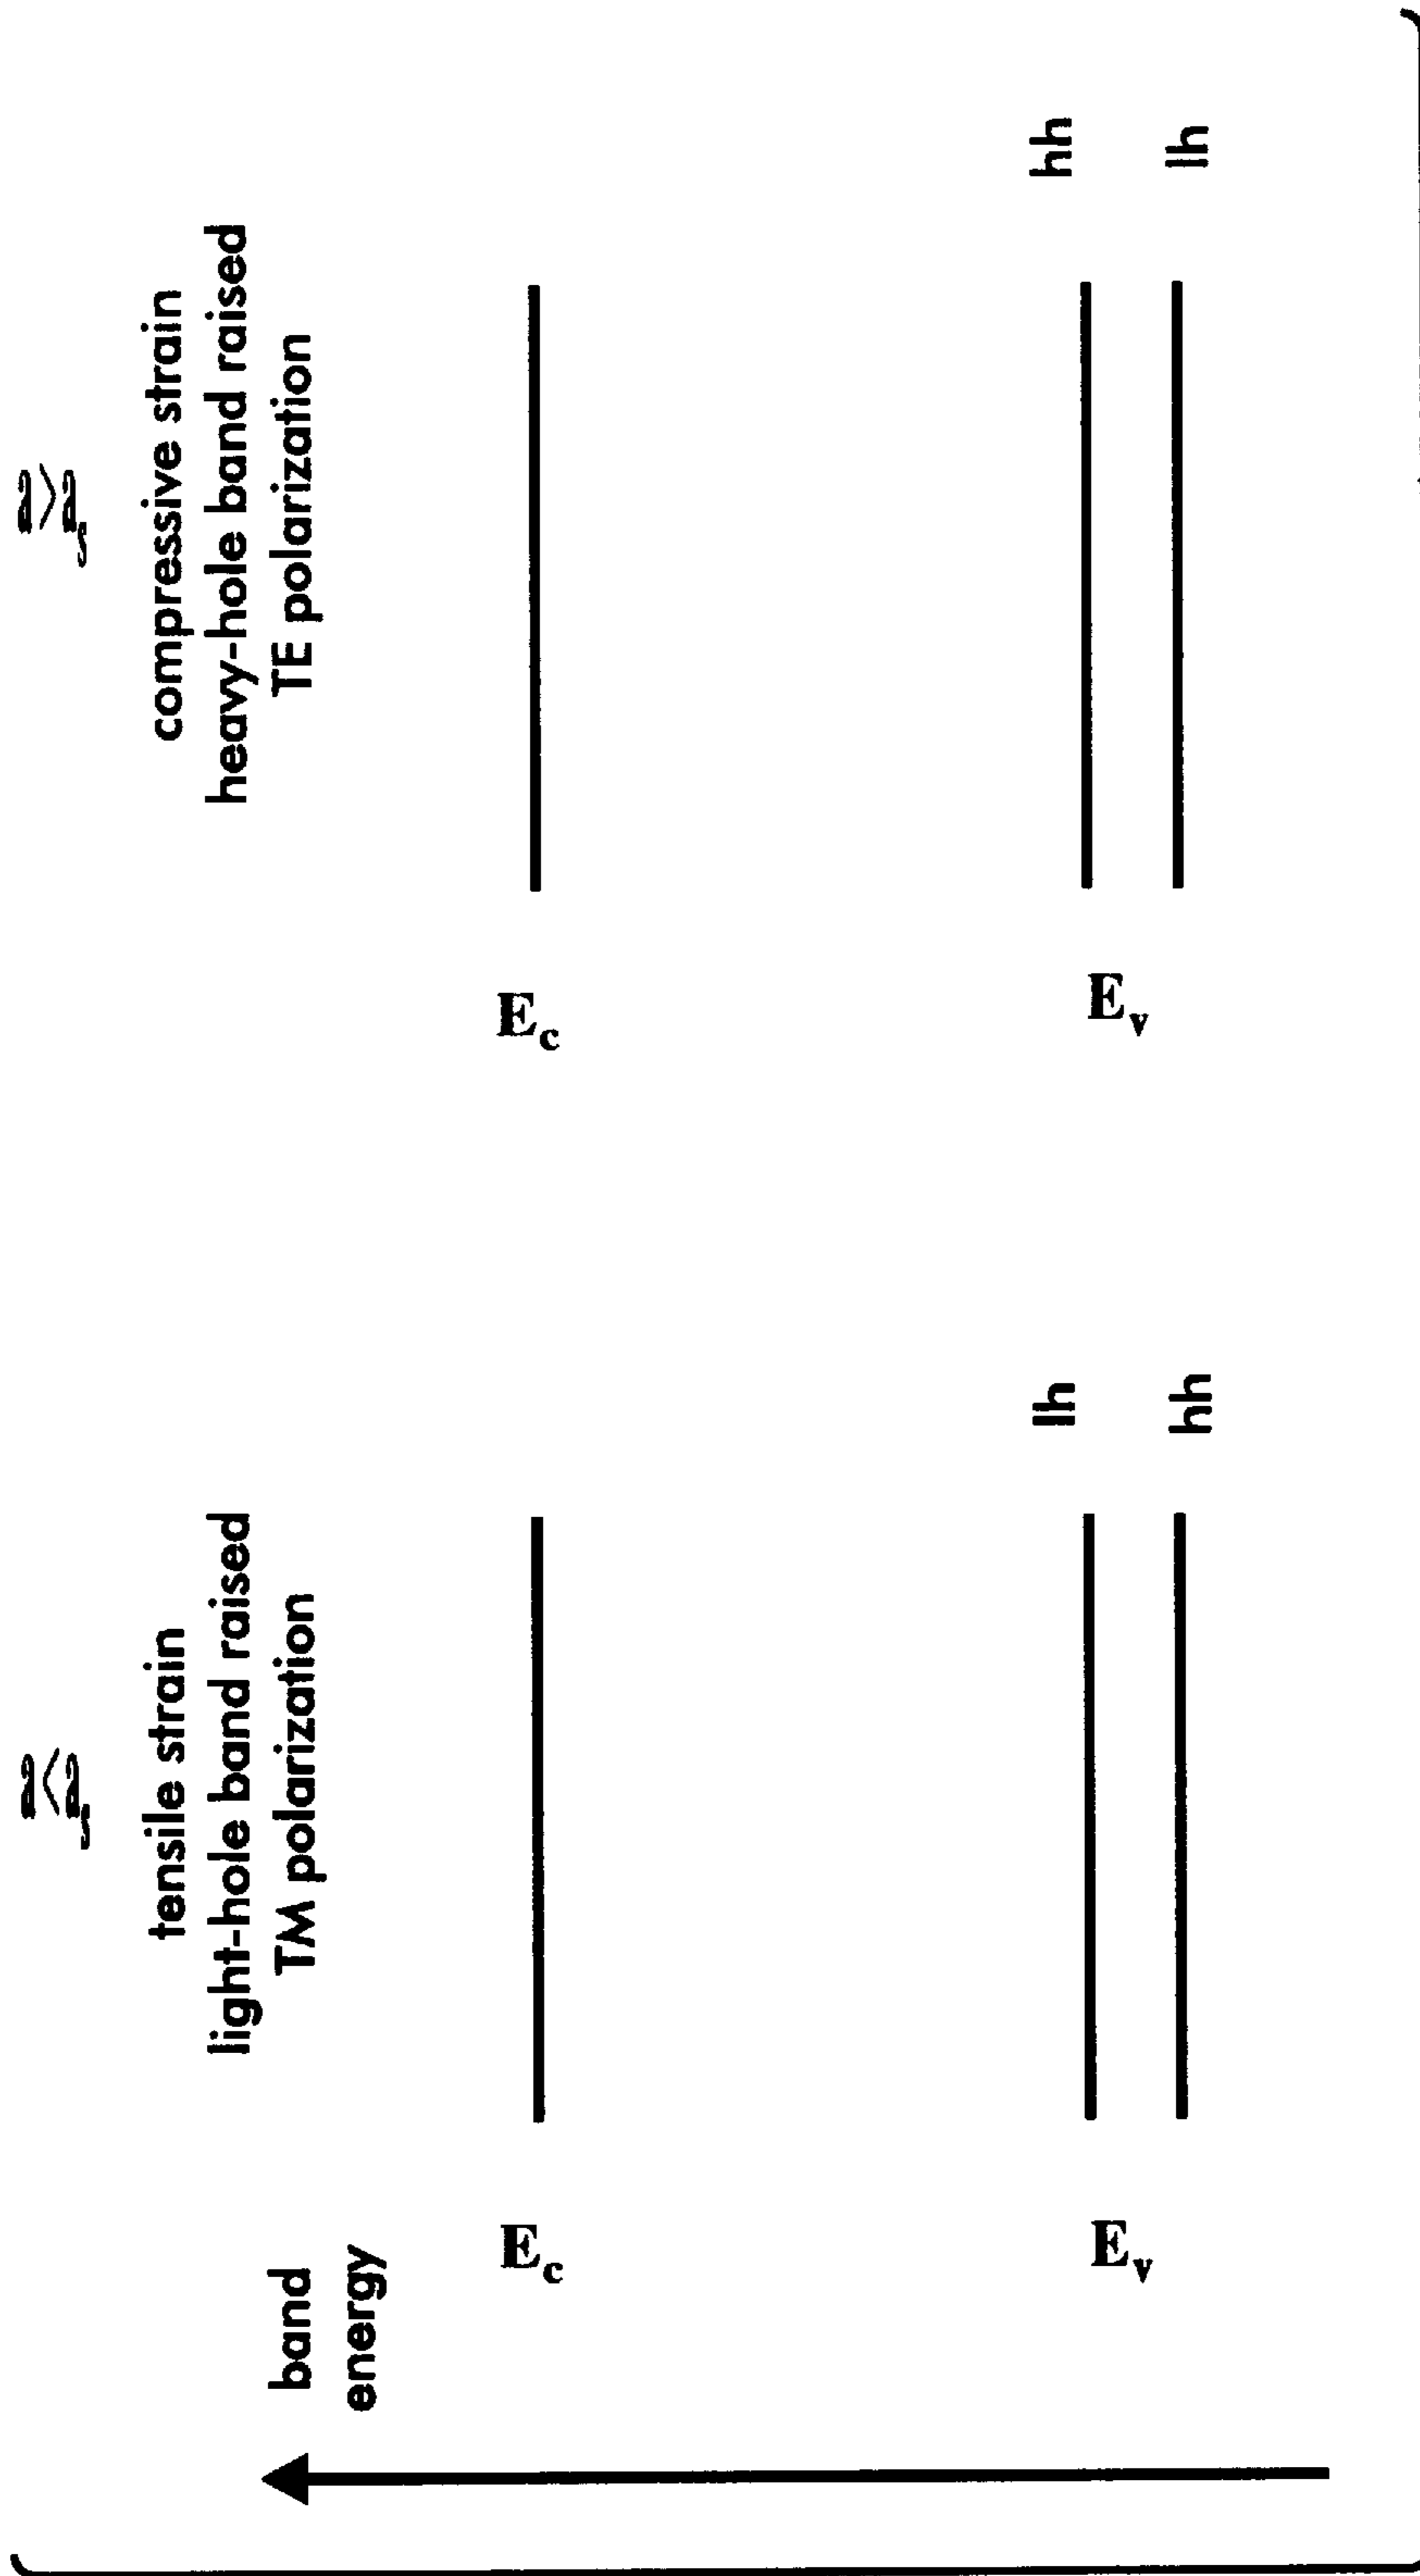 a<a_s
tensile strain
light-hole band raised
TM polarization
band
energy
E_c
E_v
lh
hh
a>a_s
compressive strain
heavy-hole band raised
TE polarization
E_c
E_v
hh
lh